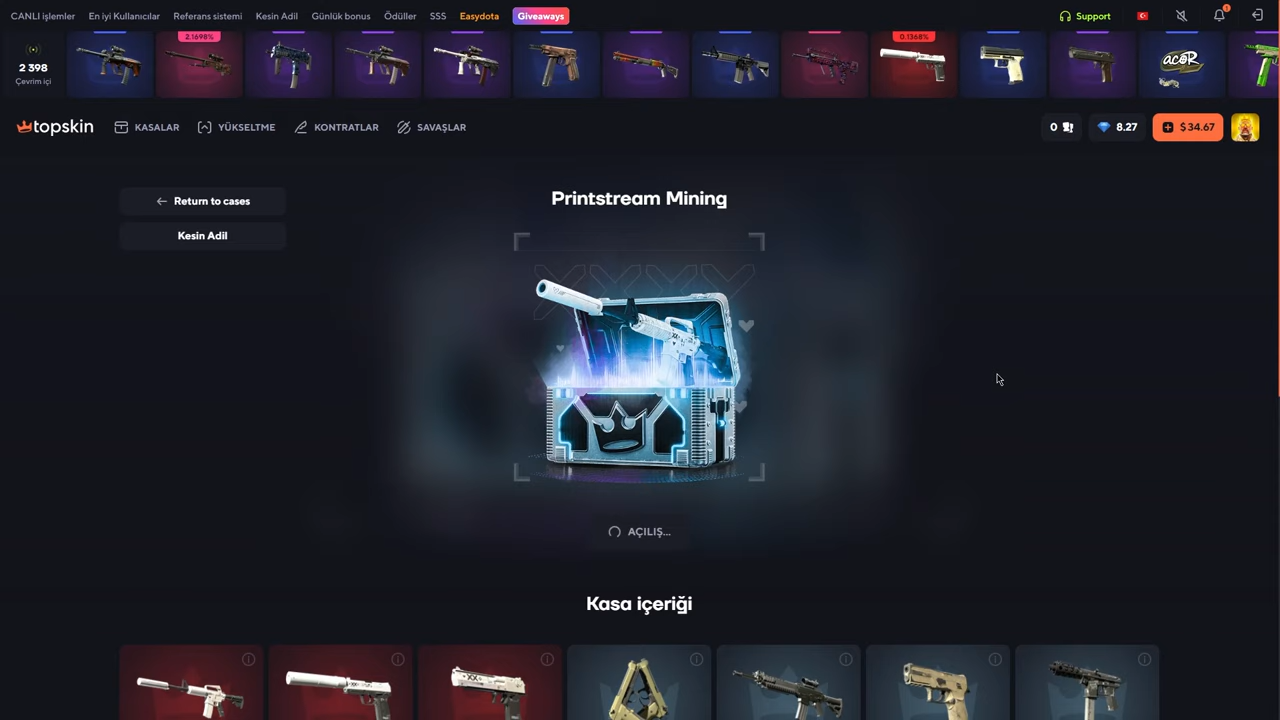 CANLI işlemler En iyi Kullanıcılar Referans sistemi Kesin Adil Günlük bonus Ödüller SSS Easydota Giveaways Support 1
2.1698% 0.1368%
2 398
Çevrim içi
acoR
topskin KASALAR YÜKSELTME KONTRATLAR SAVAŞLAR 0 8.27 $ 34.67
← Return to cases
Kesin Adil
Printstream Mining
AÇILIŞ...
Kasa içeriği